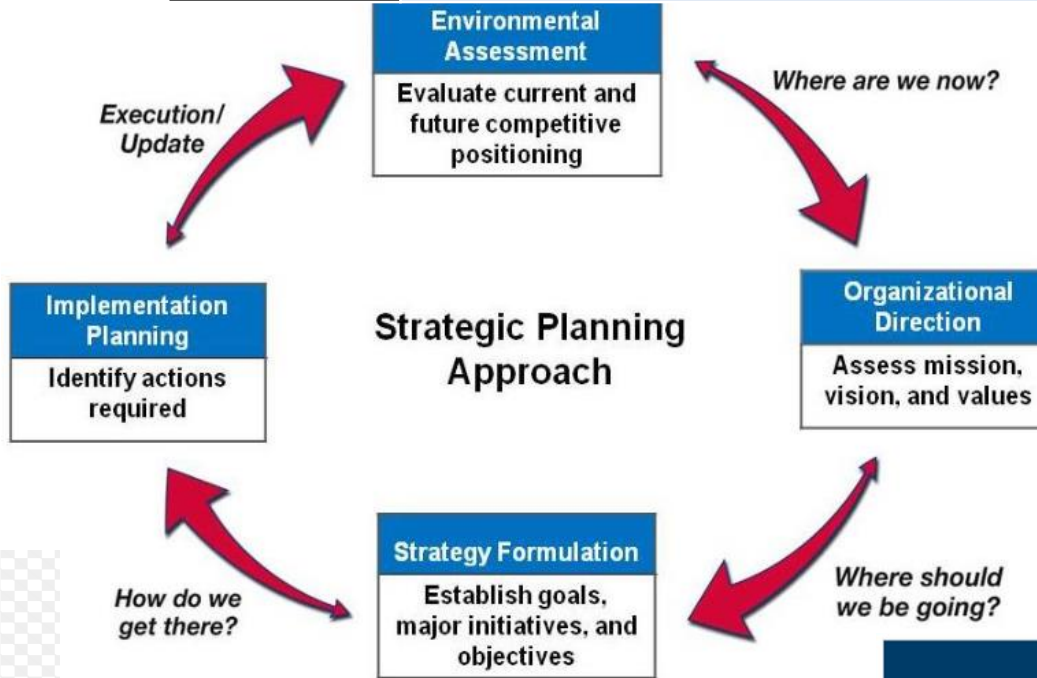 Environmental
Assessment
Evaluate current and
future competitive
positioning
Where are we now?
Execution/
Update
Organizational
Direction
Assess mission,
vision, and values
Implementation
Planning
Identify actions
required
Strategic Planning
Approach
Strategy Formulation
Establish goals,
major initiatives, and
objectives
Where should
we be going?
How do we
get there?